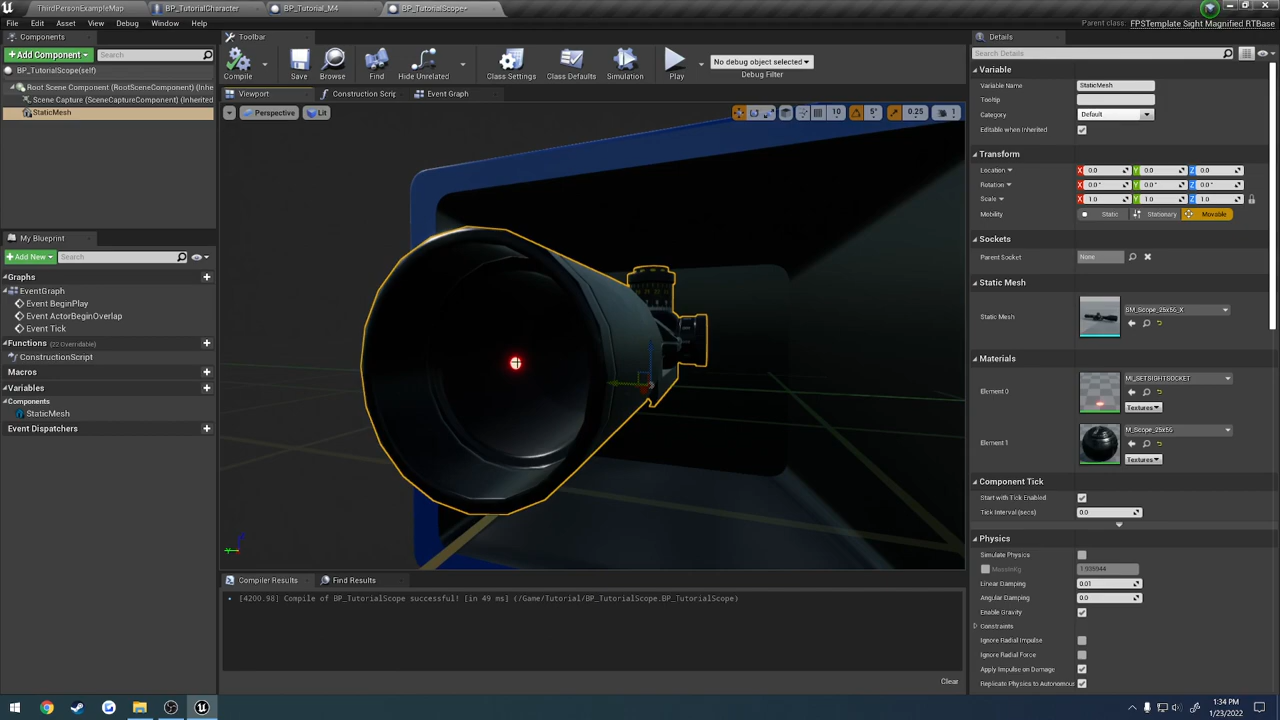 ThirdPersonExampleMap
BP_TutorialCharacter
BP_Tutorial_M4
BP_TutorialScope*
File
Edit
Asset
View
Debug
Window
Help
Parent class: FPSTemplate Sight Magnified RTBase
Components
+ Add Component
Search
BP_TutorialScope(self)
Root Scene Component (RootSceneComponent) (Inhe
Scene Capture (SceneCaptureComponent) (Inherited
StaticMesh
Toolbar
Compile
Save
Browse
Find
Hide Unrelated
Class Settings
Class Defaults
Simulation
Play
No debug object selected
Debug Filter
Viewport
Construction Scrip
Event Graph
Perspective
Lit
10
5°
0.25
1
My Blueprint
+ Add New
Search
Graphs
EventGraph
Event BeginPlay
Event ActorBeginOverlap
Event Tick
Functions (22 Overridable)
ConstructionScript
Macros
Variables
Components
StaticMesh
Event Dispatchers
Compiler Results
Find Results
[4200.98] Compile of BP_TutorialScope successful! [in 49 ms] (/Game/Tutorial/BP_TutorialScope.BP_TutorialScope)
Clear
Details
Search Details
Variable
Variable Name
StaticMesh
Tooltip
Category
Default
Editable when Inherited
Transform
Location
X 0.0 Y 0.0 Z 0.0
Rotation
X 0.0° Y 0.0° Z 0.0°
Scale
X 1.0 Y 1.0 Z 1.0
Mobility
Static
Stationary
Movable
Sockets
Parent Socket
None
Static Mesh
Static Mesh
SM_Scope_25x56_X
Materials
Element 0
MI_SETSIGHTSOCKET
Textures
Element 1
M_Scope_25x56
Textures
Component Tick
Start with Tick Enabled
Tick Interval (secs)
0.0
Physics
Simulate Physics
MassInKg
1.939944
Linear Damping
0.01
Angular Damping
0.0
Enable Gravity
Constraints
Ignore Radial Impulse
Ignore Radial Force
Apply Impulse on Damage
Replicate Physics to Autonomous
1:34 PM
1/23/2022